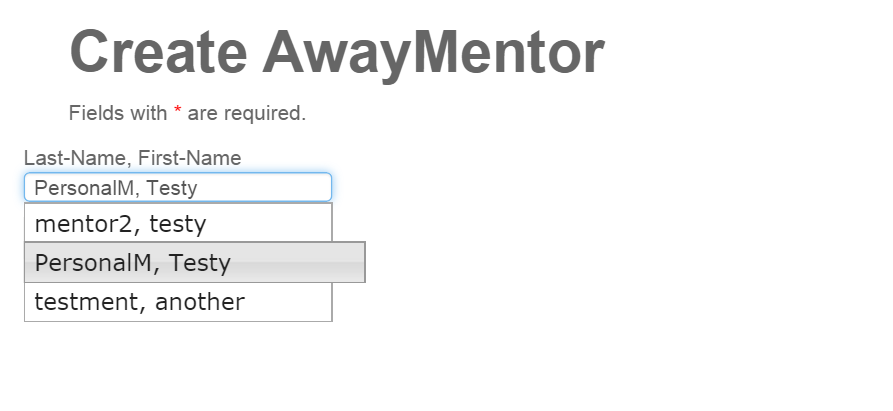 Create AwayMentor
Fields with * are required.
Last-Name, First-Name
PersonalM, Testy
mentor2, testy
PersonalM, Testy
testment, another